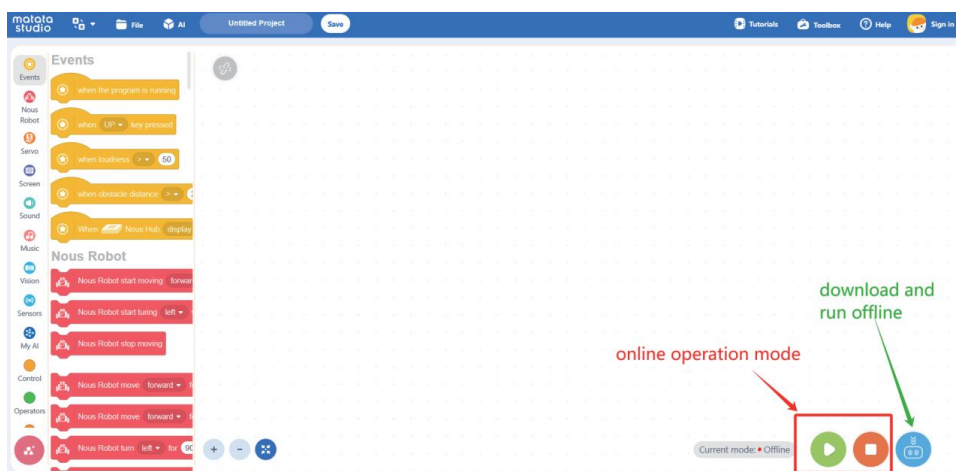 matata
studio
File
AI
Untitled Project
Save
Tutorials
Toolbox
Help
Sign in
Events
Nous
Robot
Servo
Screen
Sound
Music
Vision
Sensors
My AI
Control
Operators
Events
when the program is running
when UP key pressed
when loudness > 50
when obstacle distance >
When Nous Hub display
Nous Robot
Nous Robot start moving forwar
Nous Robot start turing left
Nous Robot stop moving
Nous Robot move forward
Nous Robot move forward
Nous Robot turn left for 90
download and
run offline
online operation mode
Current mode: • Offline